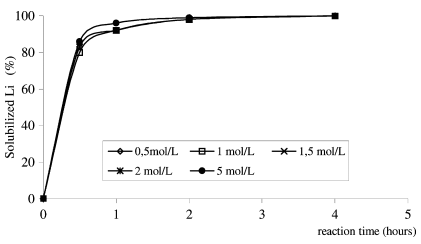 100
80
60
40
20
0
Solubilized Li (%)
0,5mol/L 1 mol/L 1,5 mol/L
2 mol/L 5 mol/L
0 1 2 3 4 5
reaction time (hours)